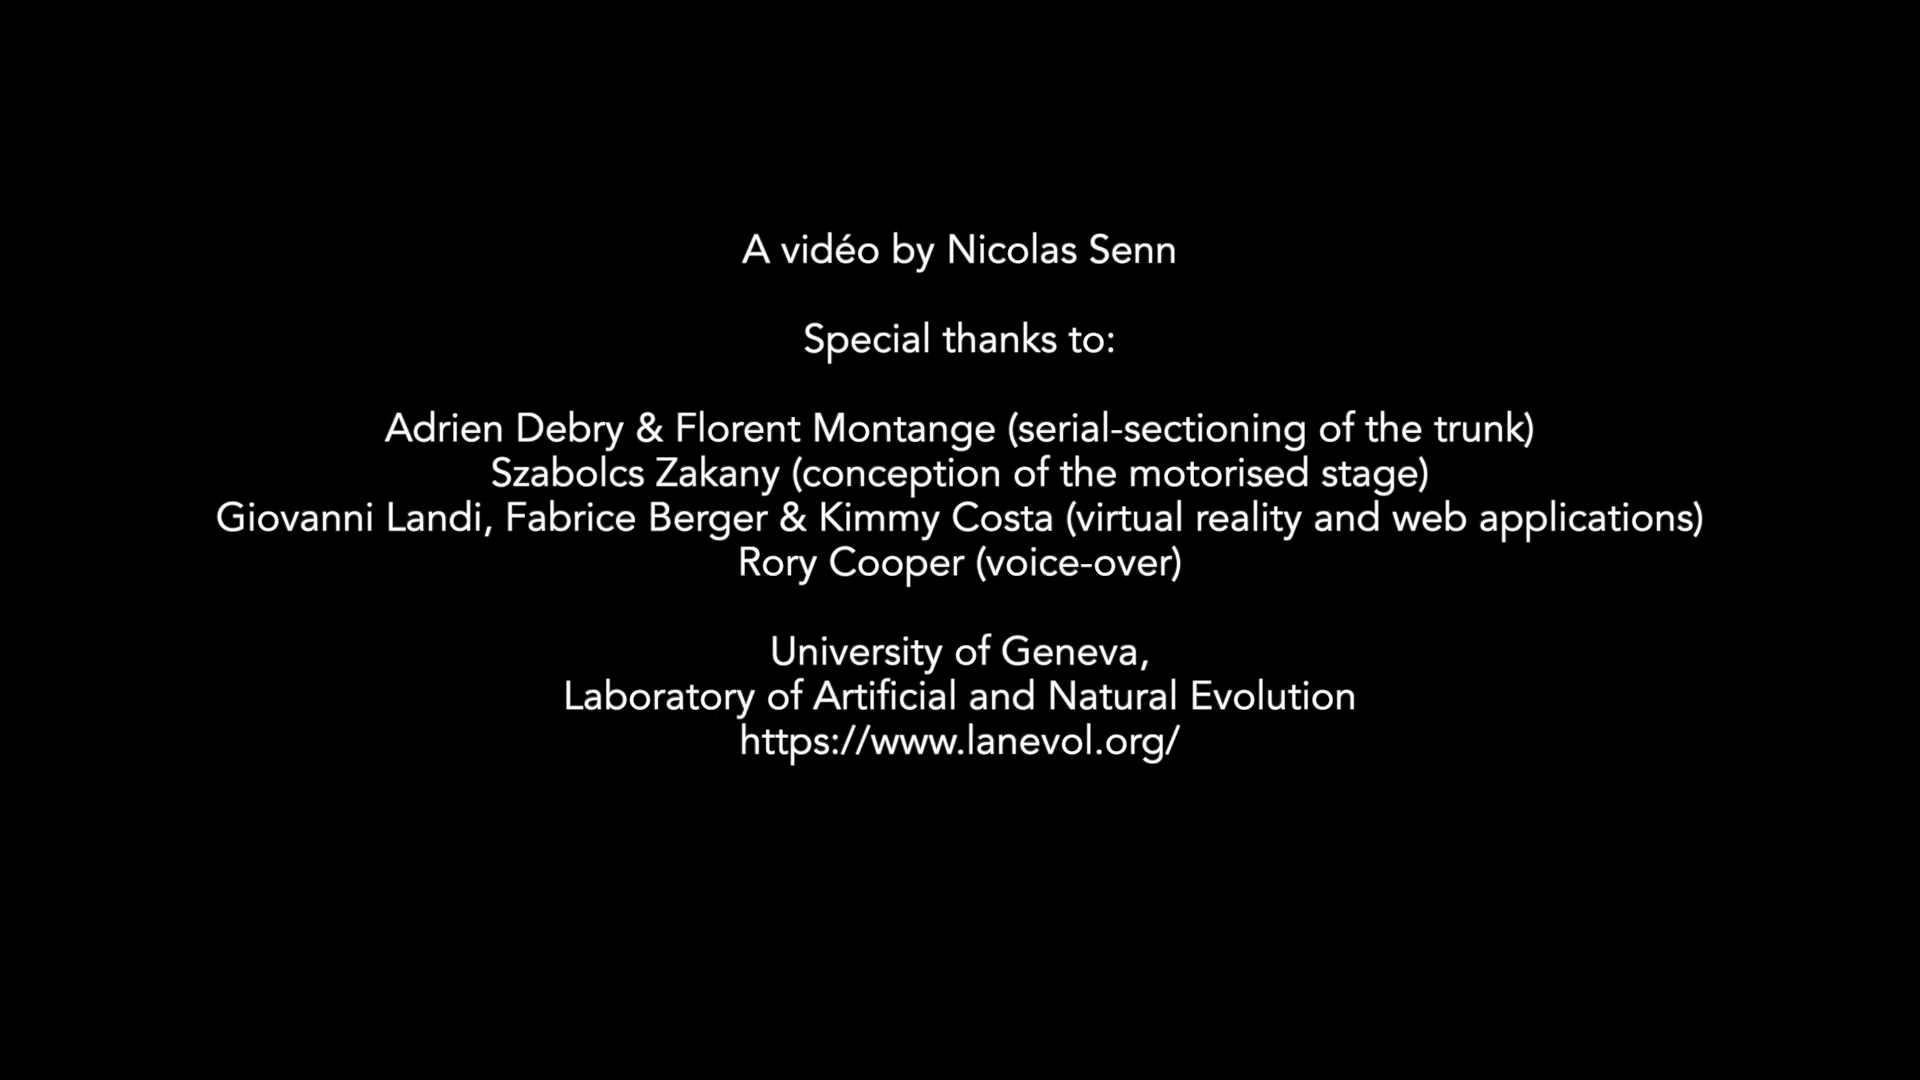 A vidéo by Nicolas Senn
Special thanks to:
Adrien Debry & Florent Montange (serial-sectioning of the trunk)
Szabolcs Zakany (conception of the motorised stage)
Giovanni Landi, Fabrice Berger & Kimmy Costa (virtual reality and web applications)
Rory Cooper (voice-over)
University of Geneva,
Laboratory of Artificial and Natural Evolution
https://www.lanevol.org/